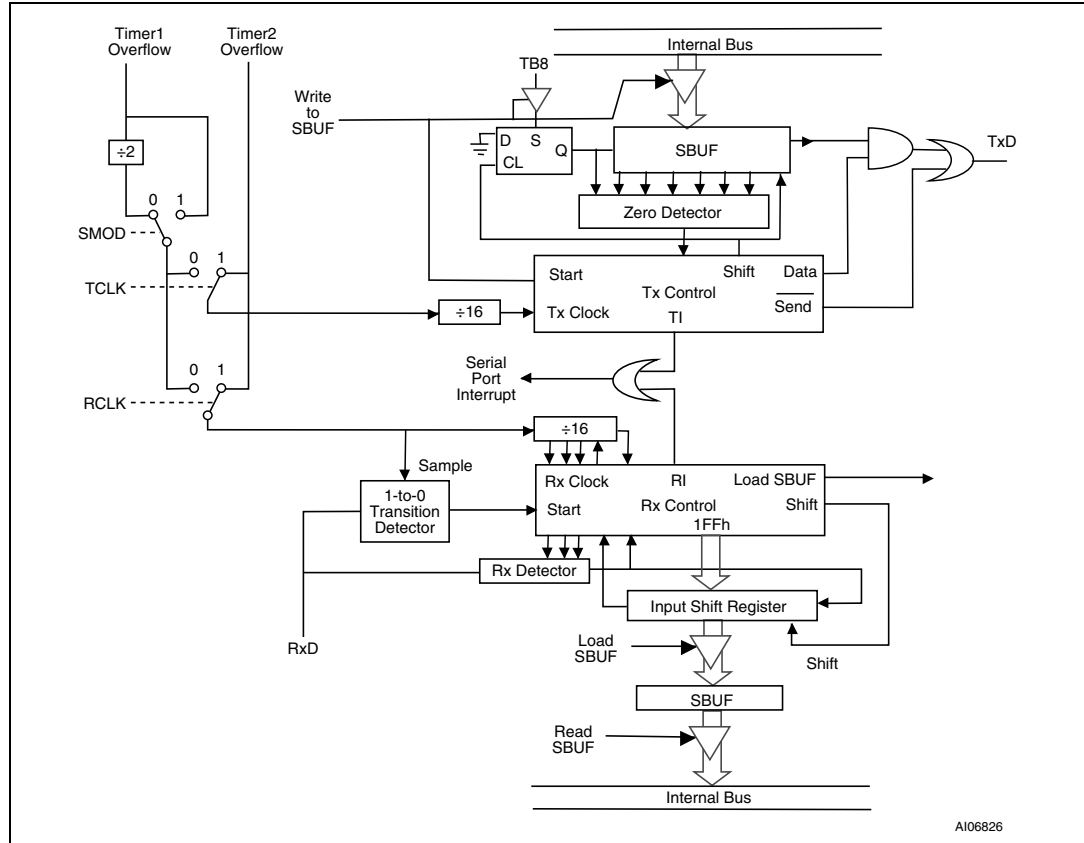 Timer1
Overflow
Timer2
Overflow
Internal Bus
TB8
Write
to
SBUF
D S
Q
CL
SBUF
TxD
÷2
0 1
Zero Detector
SMOD
0 1
Shift
Start
Data
TCLK
Tx Control
Send
÷16
Tx Clock
TI
Serial
Port
Interrupt
0 1
RCLK
÷16
Sample
Rx Clock
RI
Load SBUF
1-to-0
Transition
Detector
Start
Rx Control
Shift
1FFh
Rx Detector
Input Shift Register
RxD
Load
SBUF
Shift
SBUF
Read
SBUF
Internal Bus
AI06826